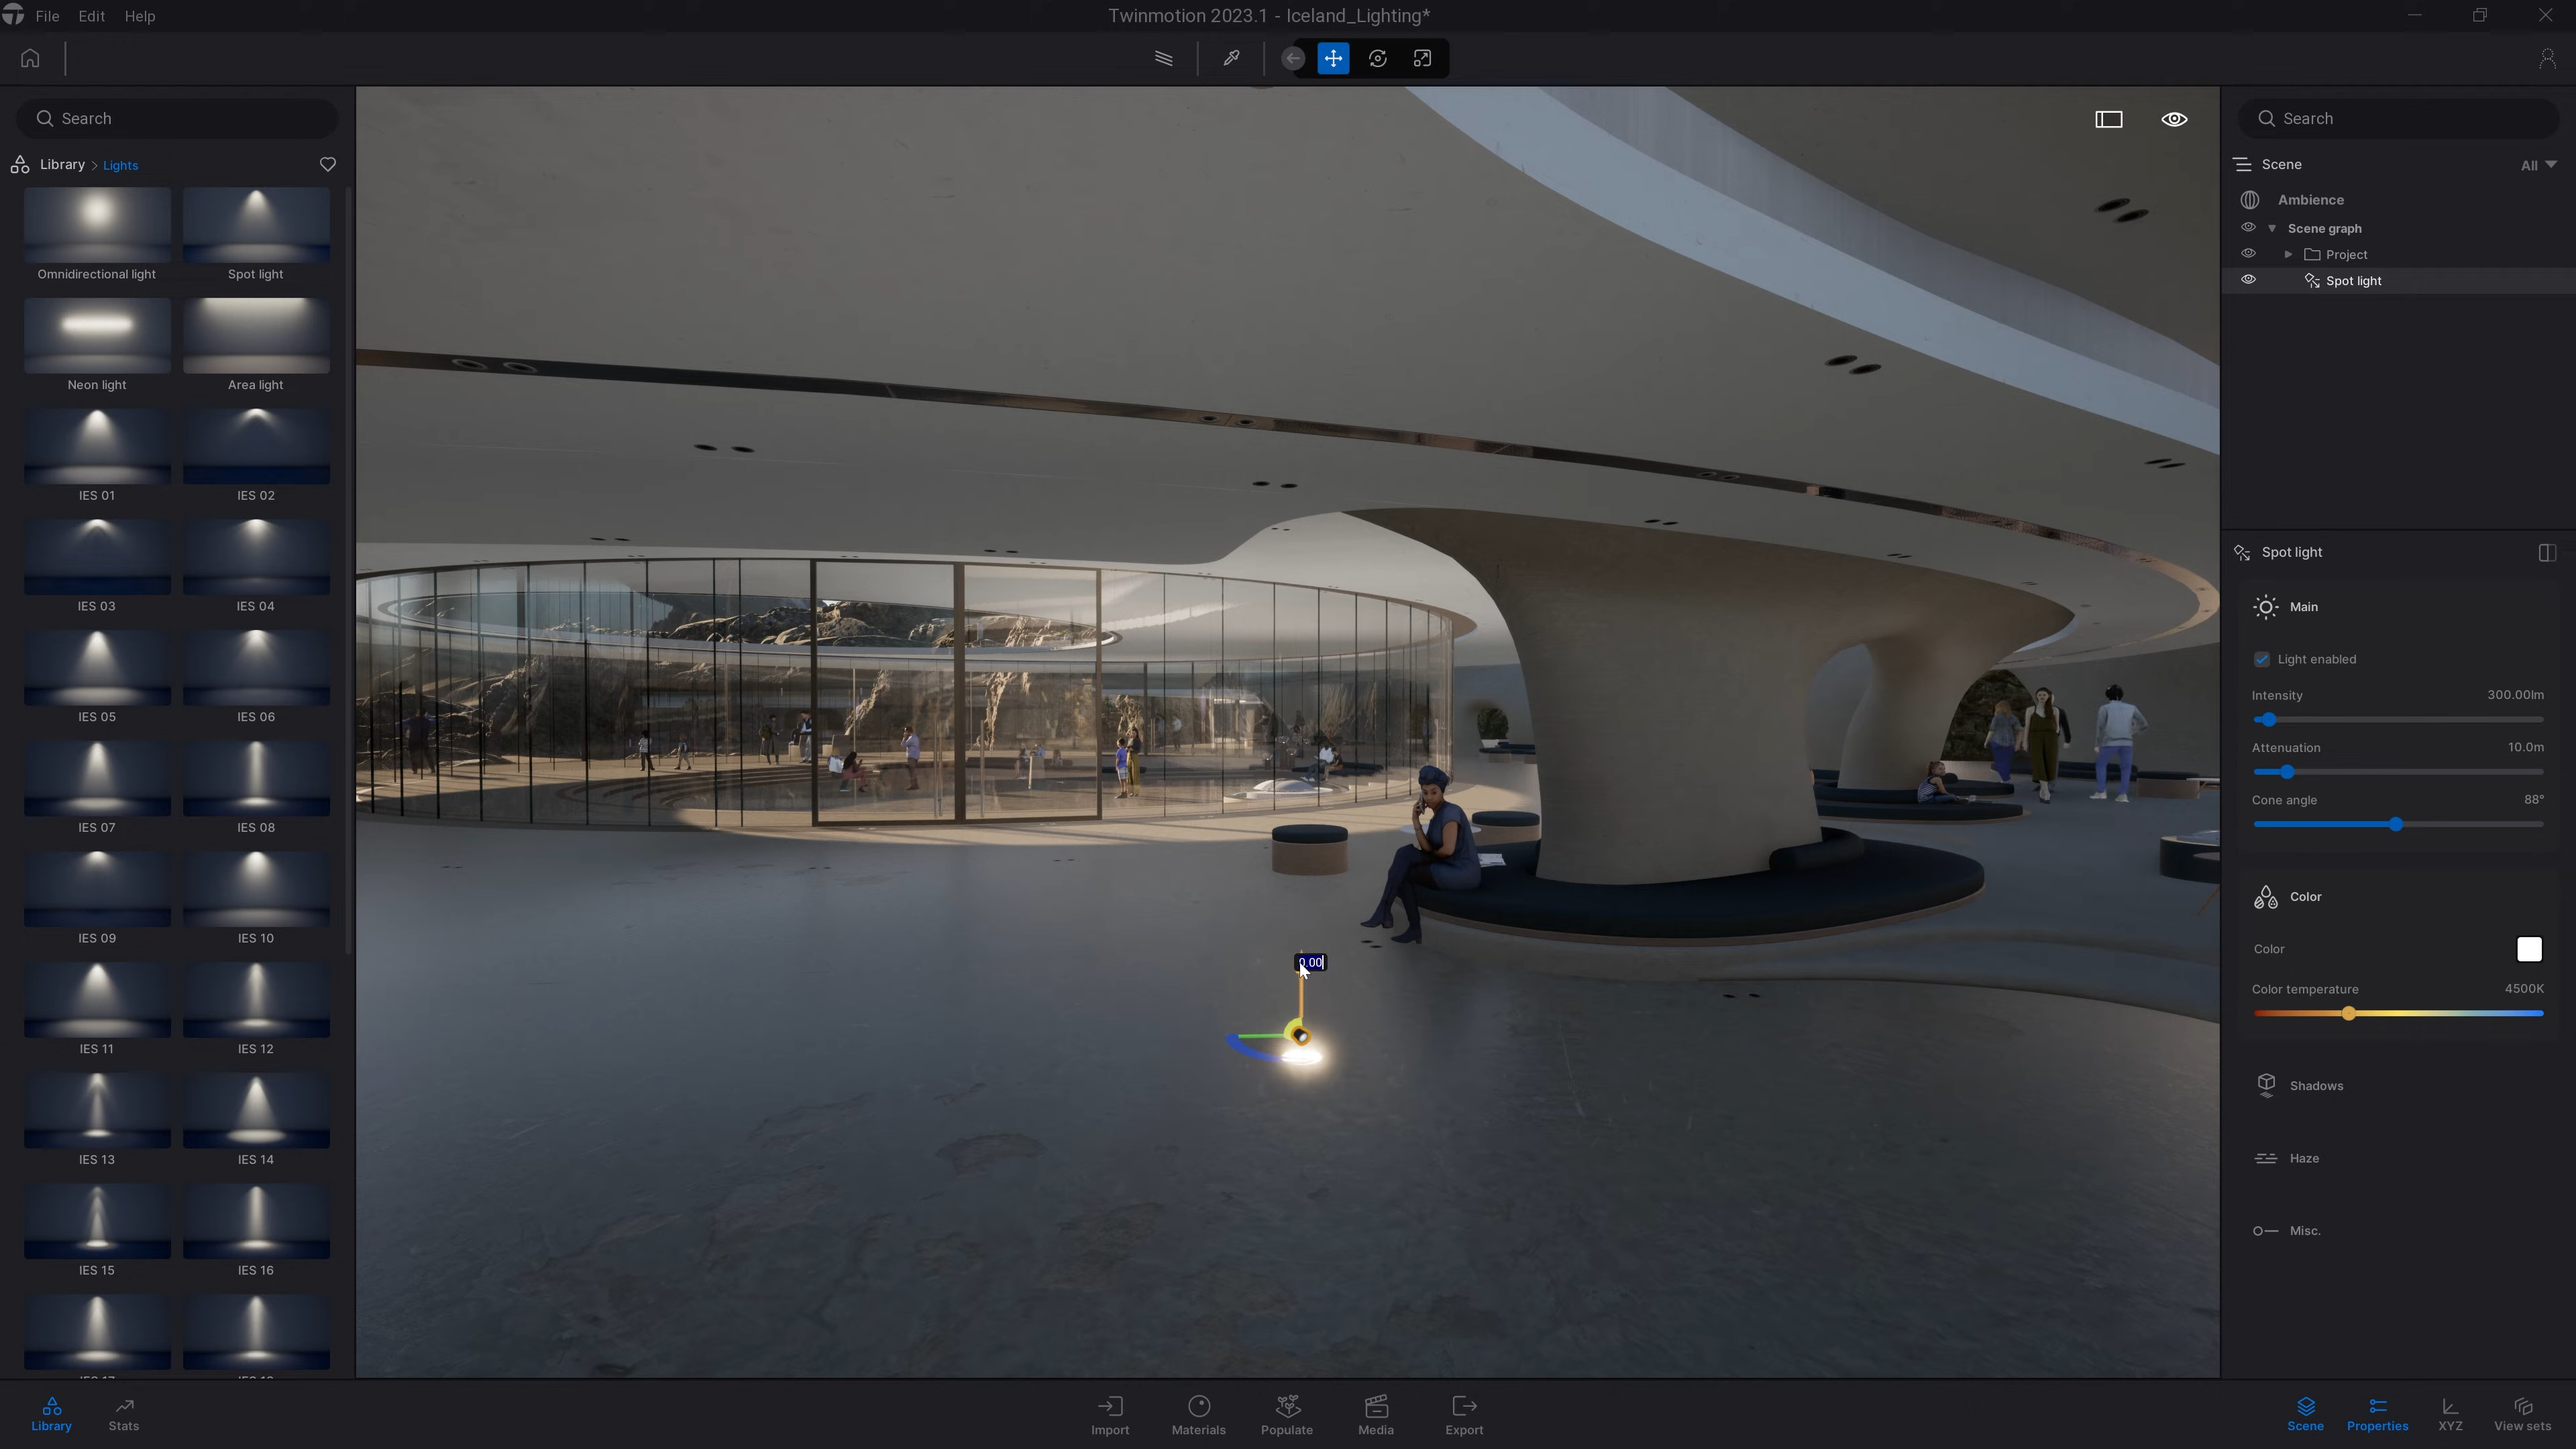 File Edit Help
Twinmotion 2023.1 - Iceland_Lighting*
Search
Library > Lights
Omnidirectional light
Spot light
Neon light
Area light
IES 01
IES 02
IES 03
IES 04
IES 05
IES 06
IES 07
IES 08
IES 09
IES 10
IES 11
IES 12
IES 13
IES 14
IES 15
IES 16
0.00
Search
Scene All
Ambience
Scene graph
Project
Spot light
Spot light
Main
Light enabled
Intensity 300.00lm
Attenuation 10.0m
Cone angle 88°
Color
Color
Color temperature 4500K
Shadows
Haze
Misc.
Library Stats
Import Materials Populate Media Export
Scene Properties XYZ View sets